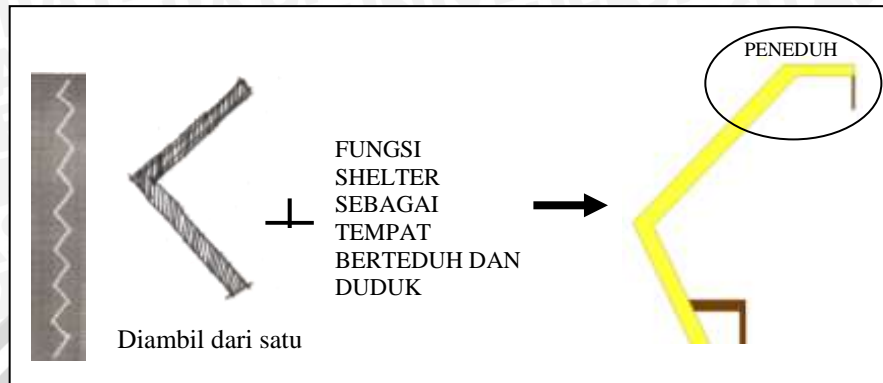 PENEDUH
FUNGSI
SHELTER
SEBAGAI
TEMPAT
BERTEDUH DAN
DUDUK
Diambil dari satu